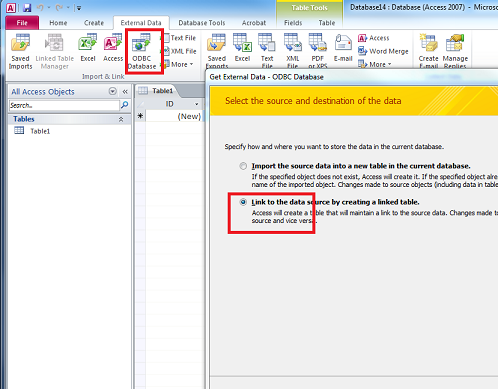 Table Tools
Database14 : Database (Access 2007) -
File Home Create External Data Database Tools Acrobat Fields Table
Saved Imports
Linked Table Manager
Excel
Access
ODBC Database
Text File
XML File
More
Import & Link
Saved Exports
Excel
Text File
XML File
PDF or XPS
E-mail
Access
Word Merge
More
Create E-mail
Manage Replies
All Access Objects
Search..
Tables
Table1
Table1
ID
(New)
Get External Data - ODBC Database
Select the source and destination of the data
Specify how and where you want to store the data in the current database.
Import the source data into a new table in the current database.
If the specified object does not exist, Access will create it. If the specified object alre
name of the imported object. Changes made to source objects (including data in table
Link to the data source by creating a linked table.
Access will create a table that will maintain a link to the source data. Changes made to
source and vice versa.